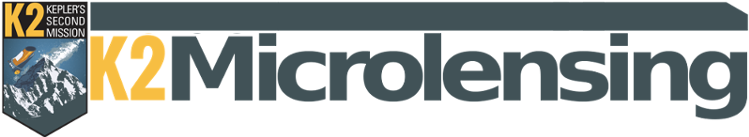 K2 KEPLER'S
SECOND
MISSION
K2Microlensing